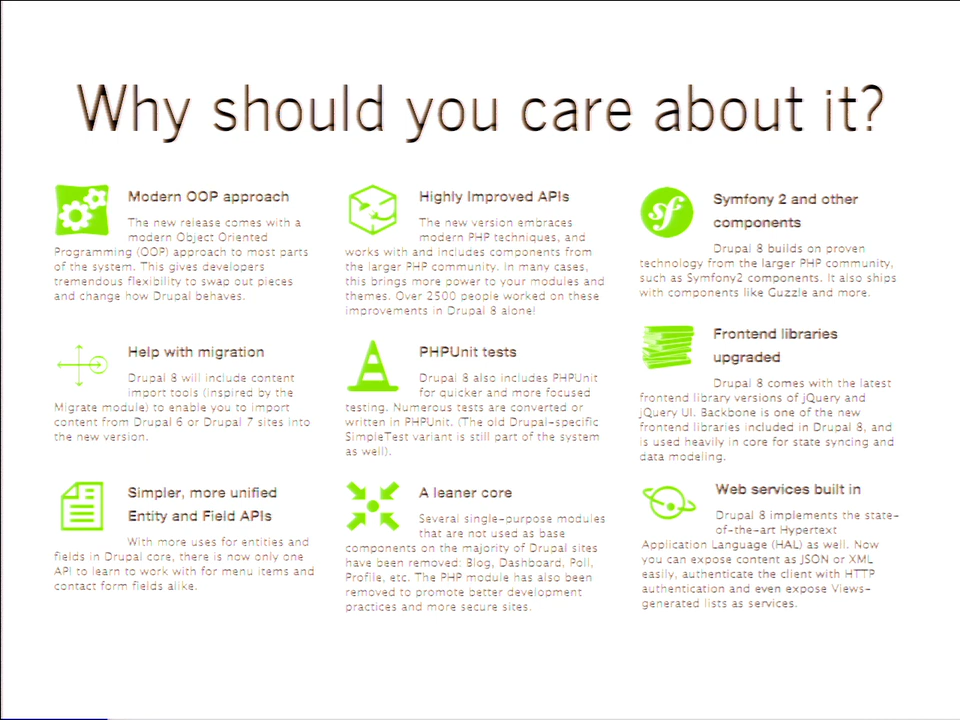 Why should you care about it?
Modern OOP approach
The new release comes with a
modern Object Oriented
Programming (OOP) approach to most parts
of the system. This gives developers
tremendous flexibility to swap out pieces
and change how Drupal behaves.
Highly Improved APIs
The new version embraces
modern PHP techniques, and
works with and includes components from
the larger PHP community. In many cases,
this brings more power to your modules and
themes. Over 2500 people worked on these
improvements in Drupal 8 alone!
sf
Symfony 2 and other
components
Drupal 8 builds on proven
technology from the larger PHP community,
such as Symfony2 components. It also ships
with components like Guzzle and more.
Help with migration
Drupal 8 will include content
import tools (inspired by the
Migrate module) to enable you to import
content from Drupal 6 or Drupal 7 sites into
the new version.
PHPUnit tests
Drupal 8 also includes PHPUnit
for quicker and more focused
testing. Numerous tests are converted or
written in PHPUnit. (The old Drupal-specific
SimpleTest variant is still part of the system
as well).
Frontend libraries
upgraded
Drupal 8 comes with the latest
frontend library versions of jQuery and
jQuery UI. Backbone is one of the new
frontend libraries included in Drupal 8, and
is used heavily in core for state syncing and
data modeling.
Simpler, more unified
Entity and Field APIs
With more uses for entities and
fields in Drupal core, there is now only one
API to learn to work with for menu items and
contact form fields alike.
A leaner core
Several single-purpose modules
that are not used as base
components on the majority of Drupal sites
have been removed: Blog, Dashboard, Poll,
Profile, etc. The PHP module has also been
removed to promote better development
practices and more secure sites.
Web services built in
Drupal 8 implements the state-
of-the-art Hypertext
Application Language (HAL) as well. Now
you can expose content as JSON or XML
easily, authenticate the client with HTTP
authentication and even expose Views-
generated lists as services.